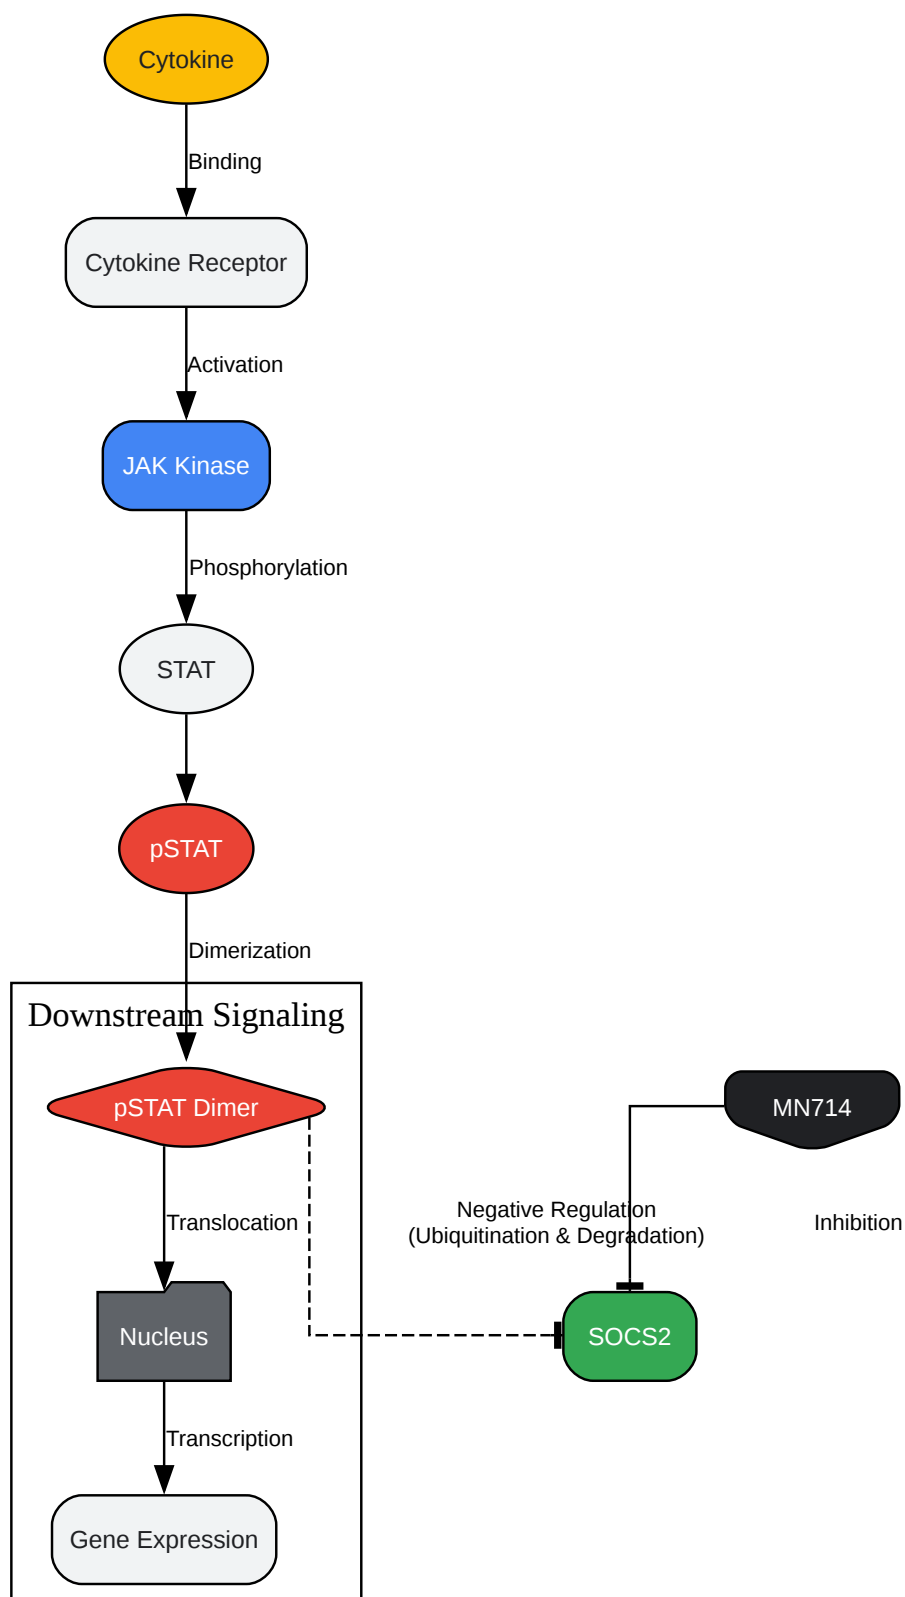 Cytokine
Binding
Cytokine Receptor
Activation
JAK Kinase
Phosphorylation
STAT
pSTAT
Dimerization
Downstream Signaling
pSTAT Dimer
MN714
Translocation
Negative Regulation
(Ubiquitination & Degradation)
Inhibition
Nucleus
SOCS2
Transcription
Gene Expression